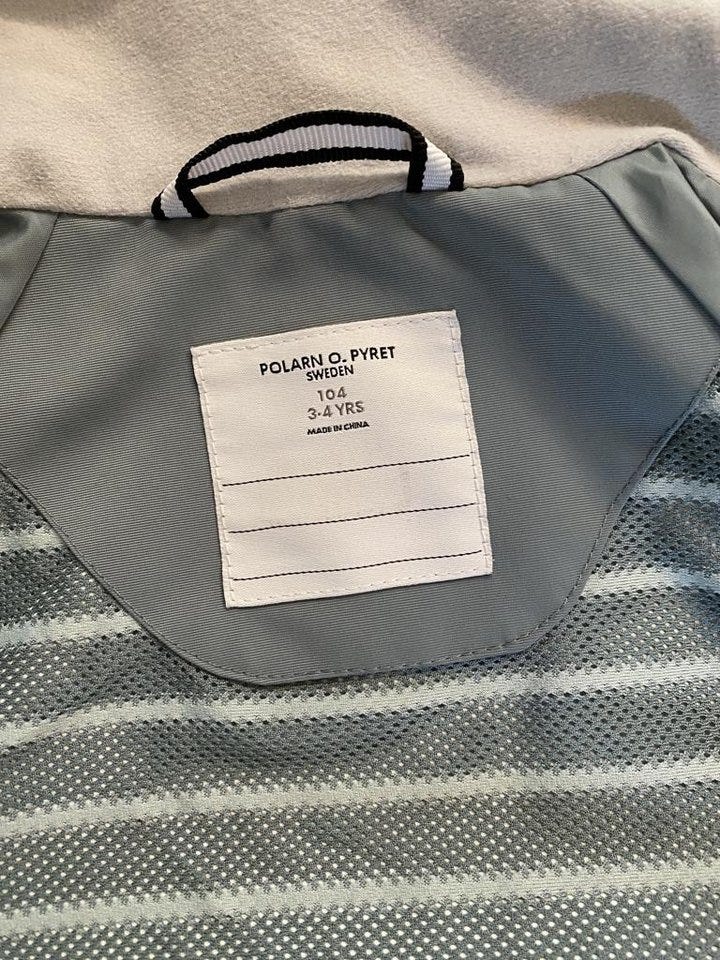 POLARN O. PYRET
SWEDEN
104
3-4 YRS
MADE IN CHINA